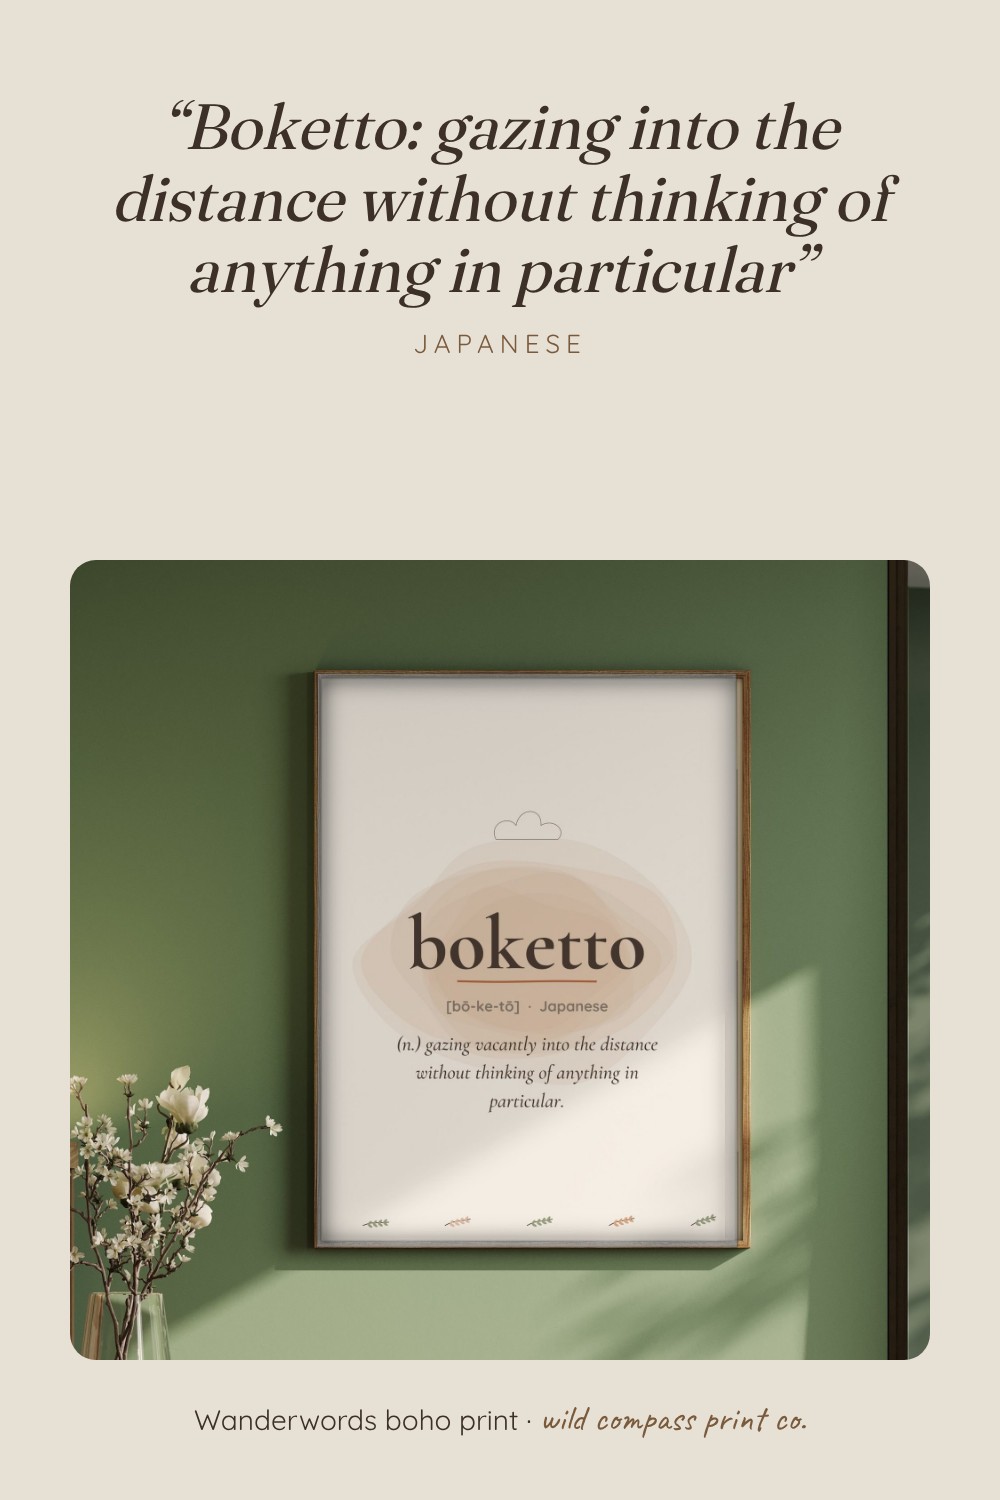 “Boketto: gazing into the
distance without thinking of
anything in particular”
JAPANESE
boketto
[bō-ke-tō] · Japanese
(n.) gazing vacantly into the distance
without thinking of anything in
particular.
Wanderwords boho print · wild compass print co.